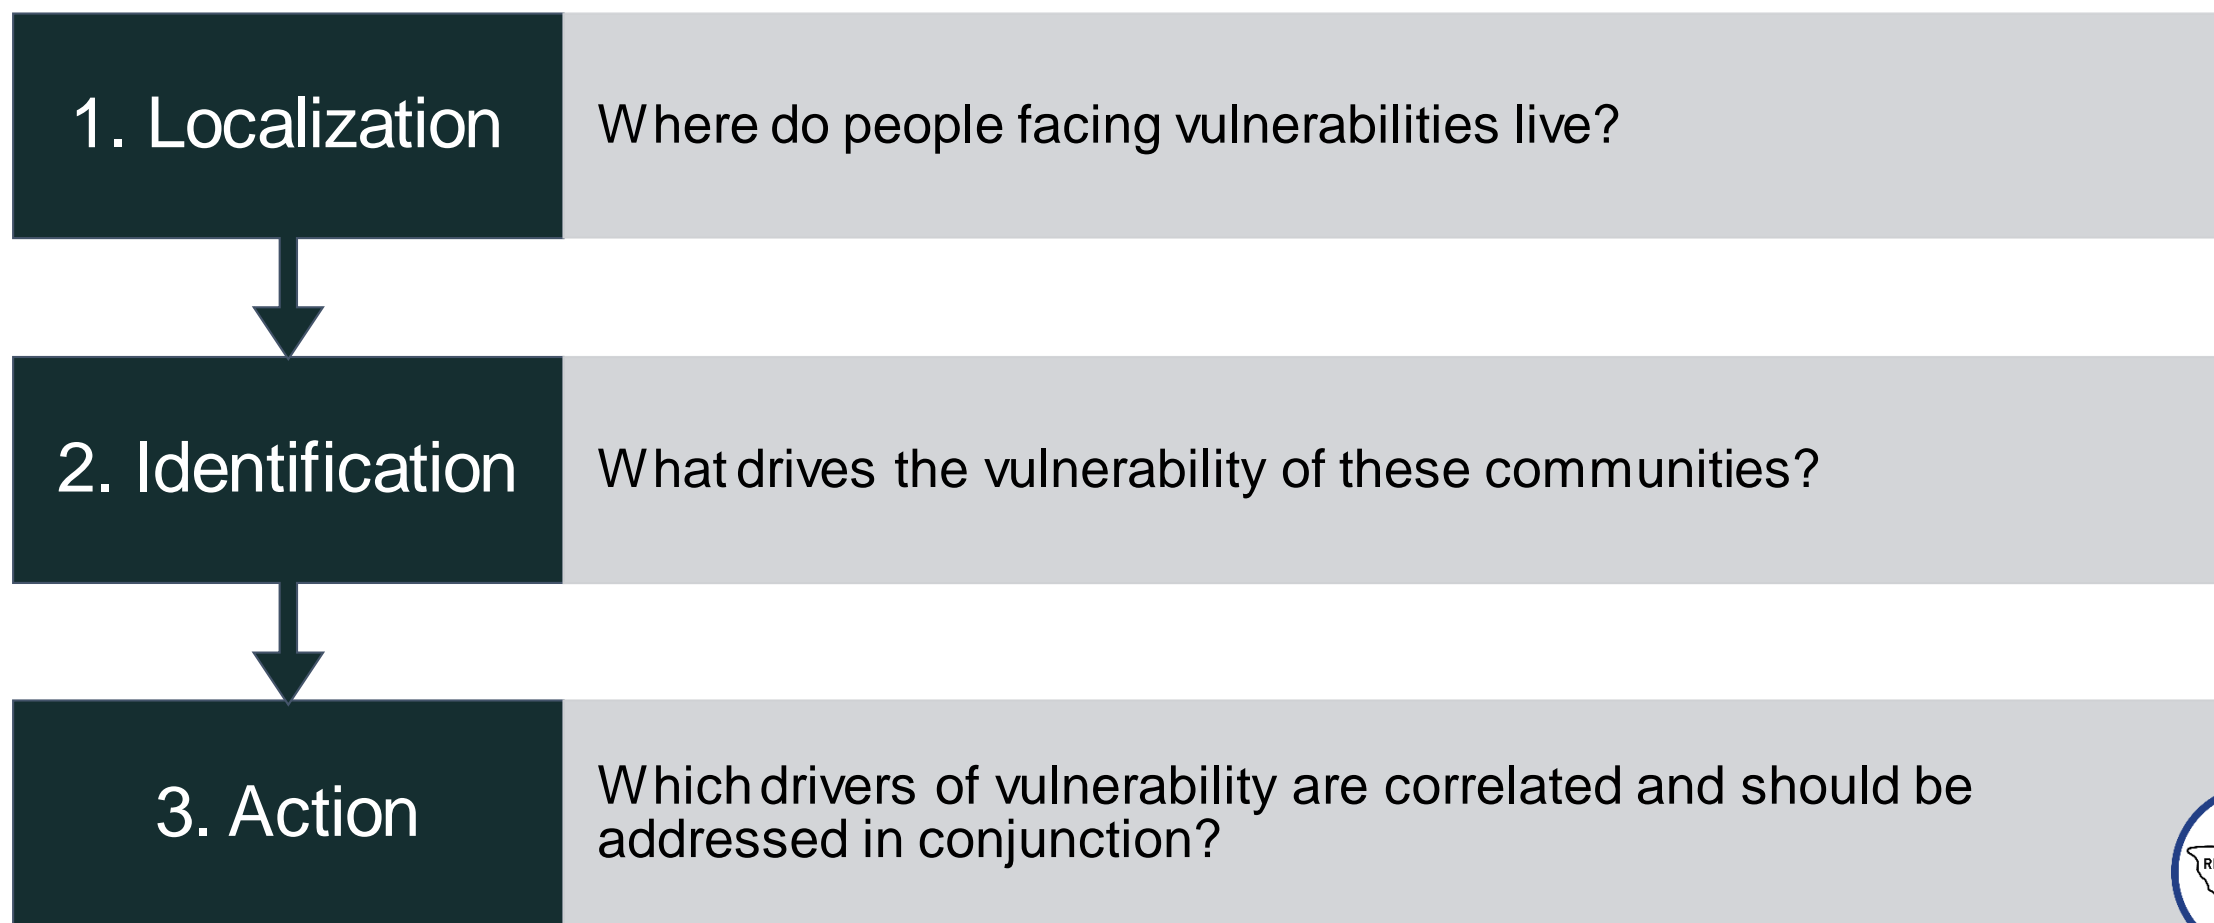 1. Localization
Where do people facing vulnerabilities live?
2. Identification
What drives the vulnerability of these communities?
3. Action
Which drivers of vulnerability are correlated and should be
addressed in conjunction?